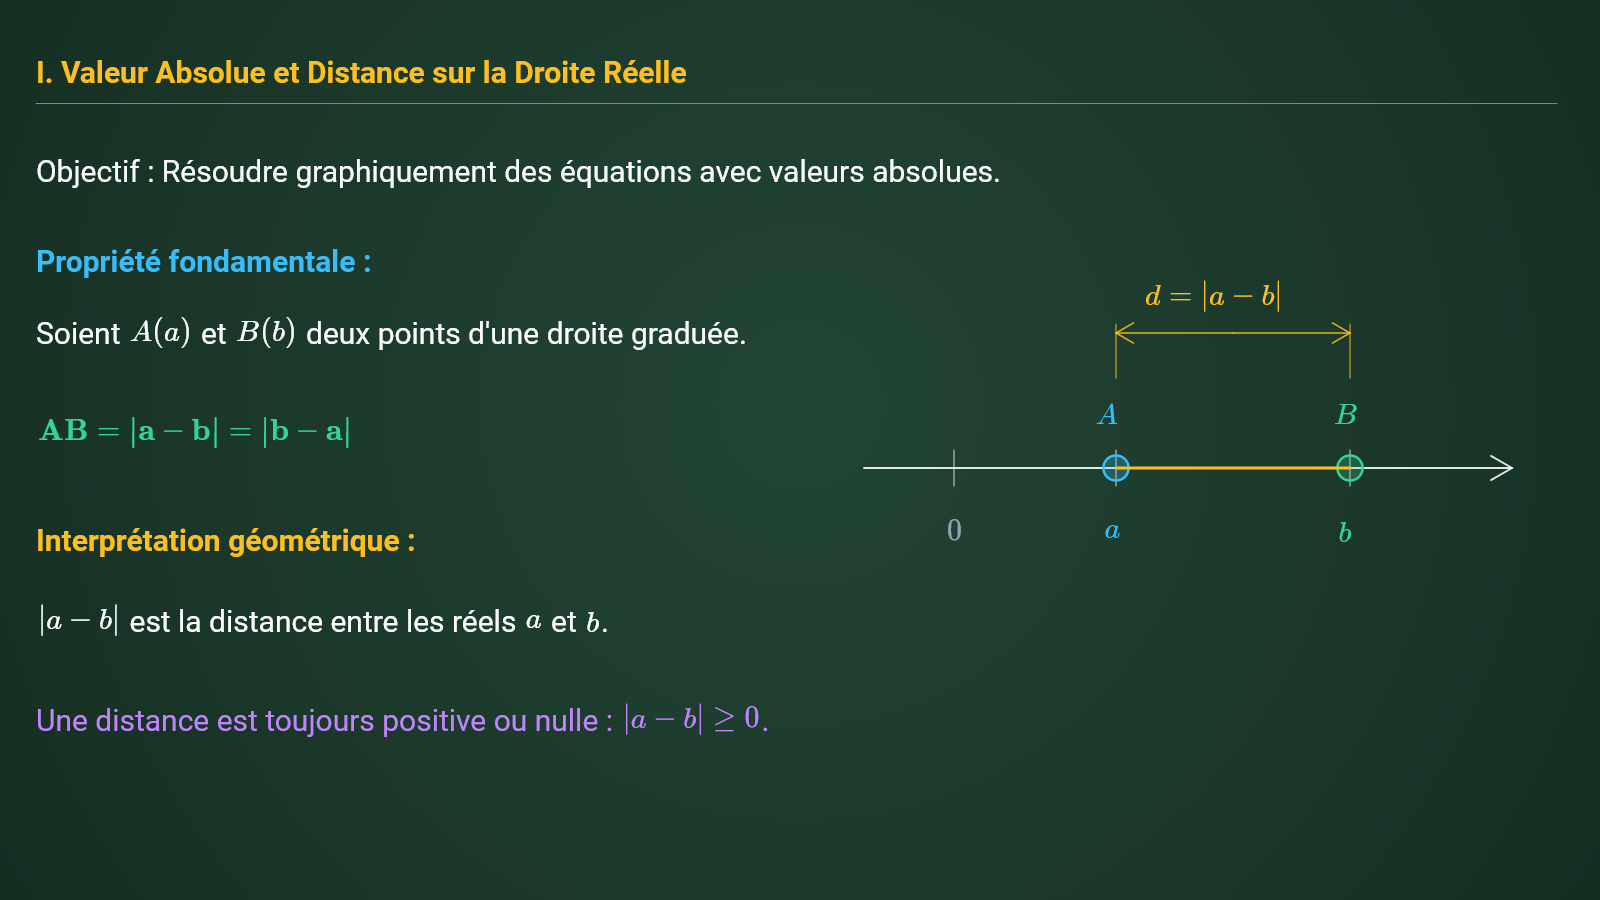 I. Valeur Absolue et Distance sur la Droite Réelle
Objectif : Résoudre graphiquement des équations avec valeurs absolues.
Propriété fondamentale :
Soient A(a) et B(b) deux points d'une droite graduée.
AB = |a − b| = |b − a|
Interprétation géométrique :
|a − b| est la distance entre les réels a et b.
Une distance est toujours positive ou nulle : |a − b| ≥ 0.
d = |a − b|
A B
0 a b